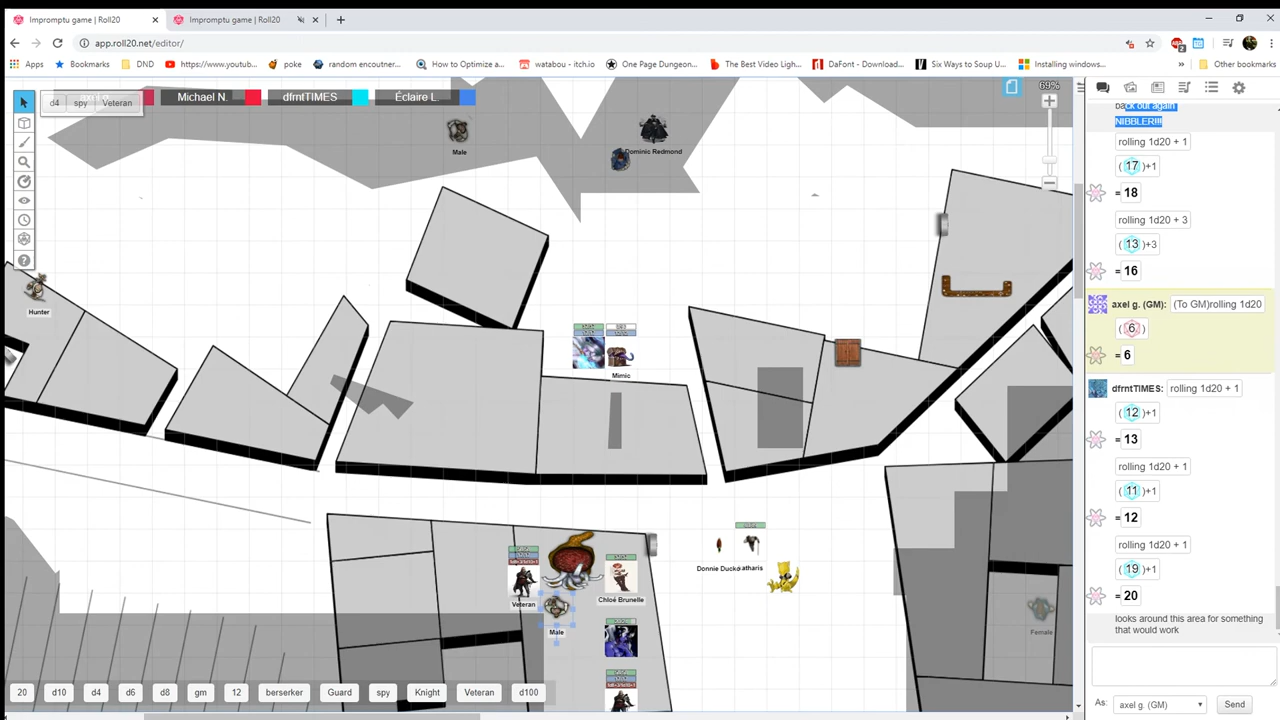 Impromptu game | Roll20
Impromptu game | Roll20
app.roll20.net/editor/
Apps
Bookmarks
DND
https://www.youtub...
poke
random encoutner...
How to Optimize a...
watabou - itch.io
One Page Dungeon...
The Best Video Ligh...
DaFont - Download...
Six Ways to Soup U...
Installing windows...
Other bookmarks
d4
spy
Veteran
Michael N.
dfrntTIMES
Éclaire L.
69%
Male
Dominic Redmond
Hunter
Mimic
Donnie Ducko
atharis
Veteran
Chloé Brunelle
Male
Female
20
d10
d4
d6
d8
gm
12
berserker
Guard
spy
Knight
Veteran
d100
back out again
NIBBLER!!!
rolling 1d20 + 1
(17)+1
= 18
rolling 1d20 + 3
(13)+3
= 16
axel g. (GM): (To GM)rolling 1d20
(6)
= 6
dfrntTIMES: rolling 1d20 + 1
(12)+1
= 13
rolling 1d20 + 1
(11)+1
= 12
rolling 1d20 + 1
(19)+1
= 20
looks around this area for something
that would work
As:
axel g. (GM)
Send